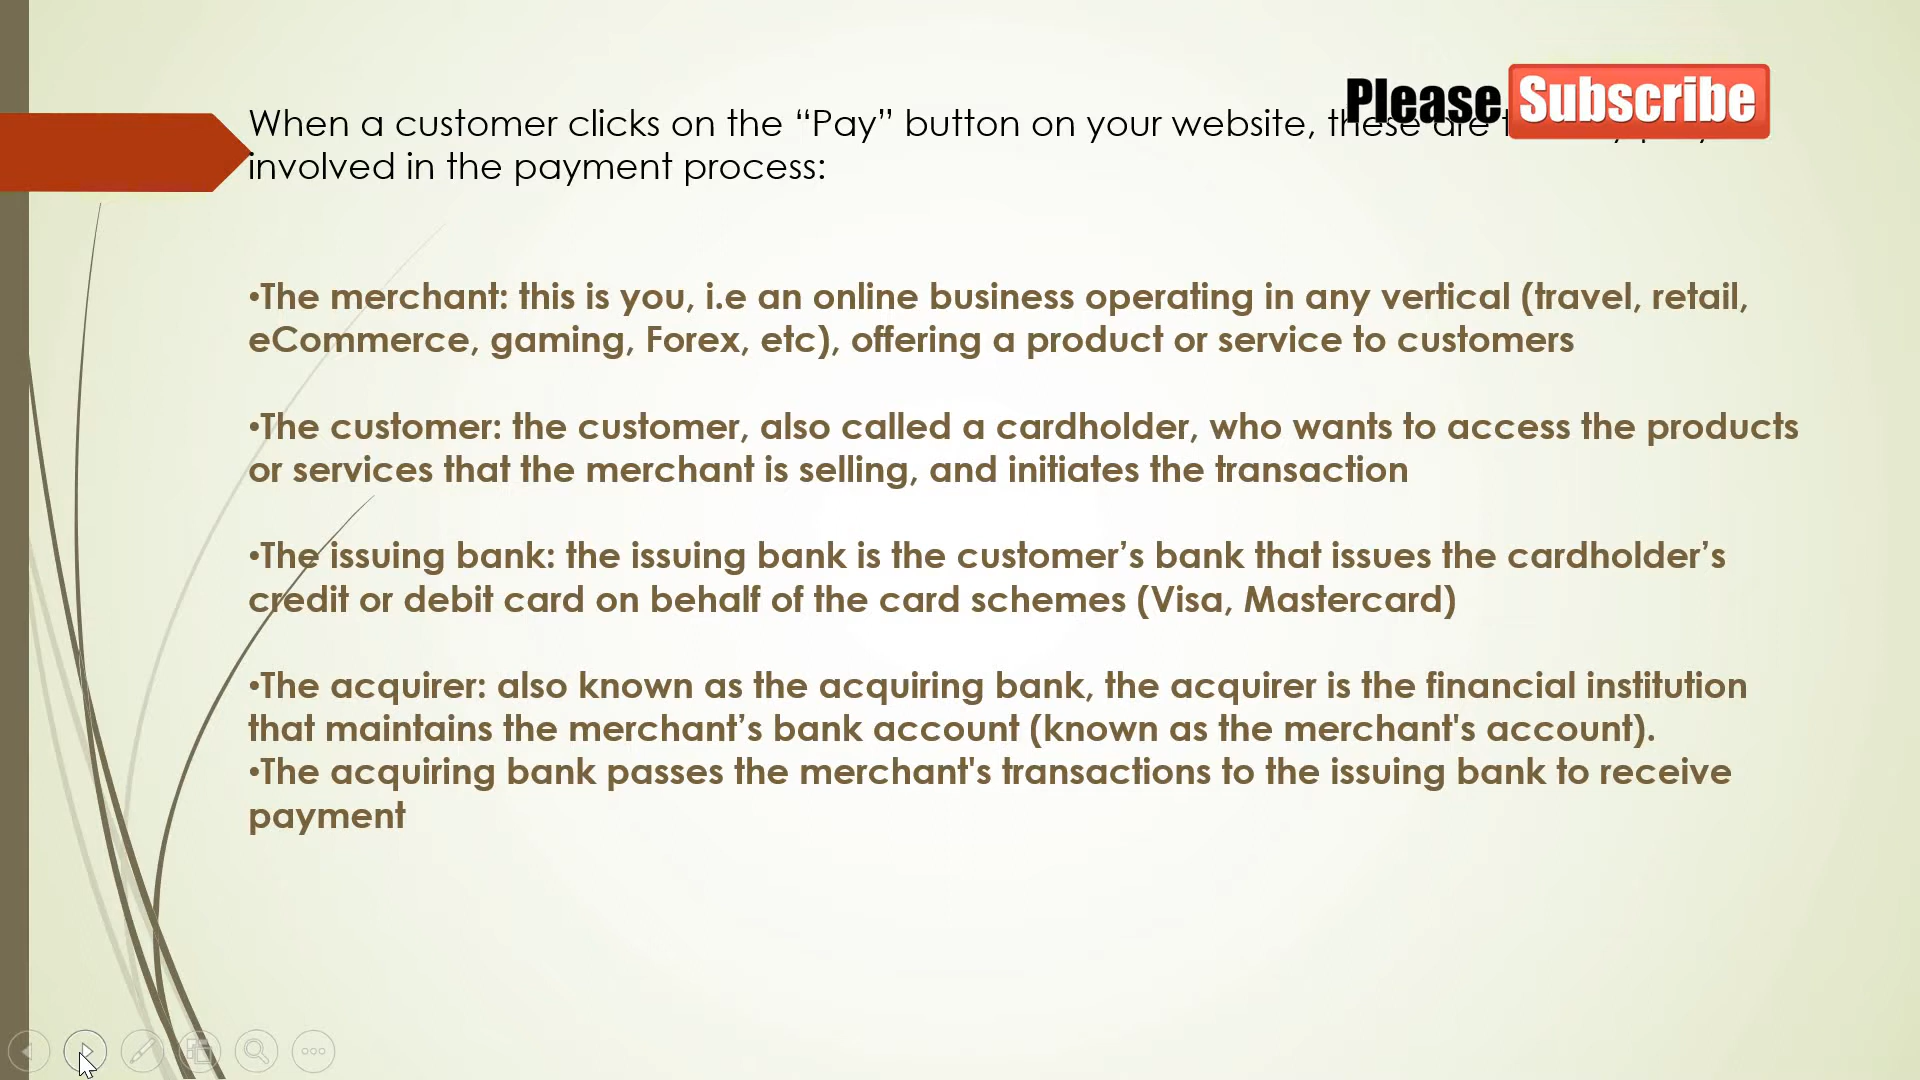 Please Subscribe
When a customer clicks on the “Pay” button on your website, these are
involved in the payment process:
•The merchant: this is you, i.e an online business operating in any vertical (travel, retail,
eCommerce, gaming, Forex, etc), offering a product or service to customers
•The customer: the customer, also called a cardholder, who wants to access the products
or services that the merchant is selling, and initiates the transaction
•The issuing bank: the issuing bank is the customer’s bank that issues the cardholder’s
credit or debit card on behalf of the card schemes (Visa, Mastercard)
•The acquirer: also known as the acquiring bank, the acquirer is the financial institution
that maintains the merchant’s bank account (known as the merchant's account).
•The acquiring bank passes the merchant's transactions to the issuing bank to receive
payment